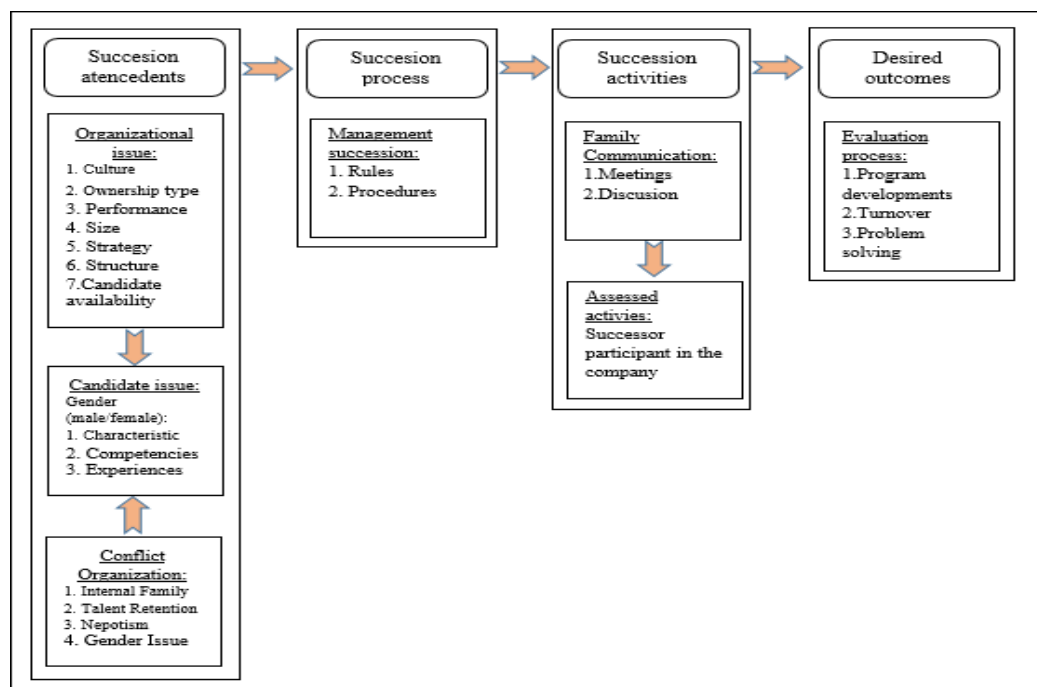 Succesion
atencedents
Organizational
issue:
1. Culture
2. Ownership type
3. Performance
4. Size
5. Strategy
6. Structure
7.Candidate
availability
Candidate issue:
Gender
(male/female):
1. Characteristic
2. Competencies
3. Experiences
Conflict
Organization:
1. Internal Family
2. Talent Retention
3. Nepotism
4. Gender Issue
Succesion
process
Management
succession:
1. Rules
2. Procedures
Succession
activities
Family
Communication:
1.Meetings
2.Discusion
Assessed
activies:
Successor
participant in the
company
Desired
outcomes
Evaluation
process:
1.Program
developments
2.Turnover
3.Problem
solving